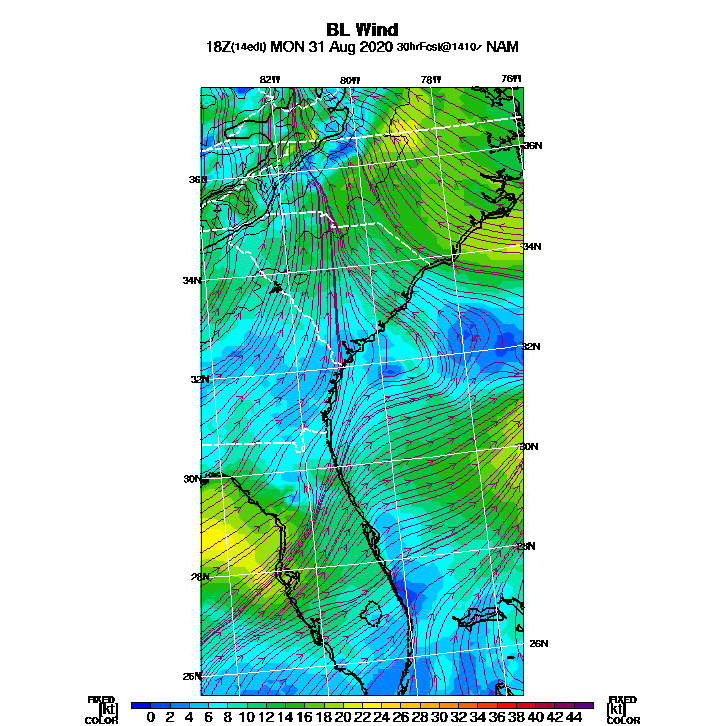 BL Wind
18Z(14edt) MON 31 Aug 2020 30hrFcst@1410z NAM
82W 80W 78W 76W
36N 36N
34N 34N
32N 32N
30N 30N
28N 28N
26N 26N
FIXED FIXED
[kt] 0 2 4 6 8 10 12 14 16 18 20 22 24 26 28 30 32 34 36 38 40 42 44 [kt]
COLOR COLOR